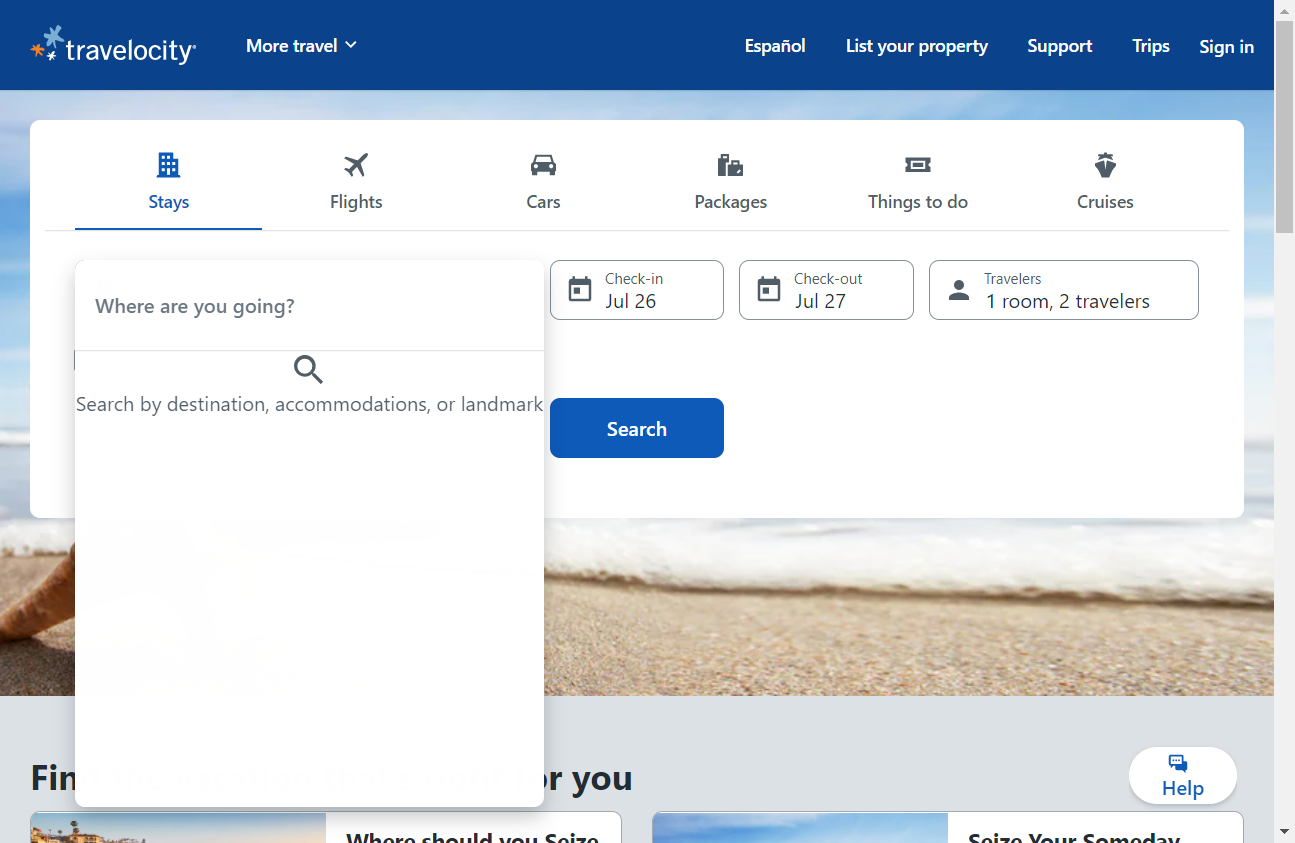 travelocity
More travel
Español
List your property
Support
Trips
Sign in
Stays
Flights
Cars
Packages
Things to do
Cruises
Where are you going?
Search by destination, accommodations, or landmark
Check-in
Jul 26
Check-out
Jul 27
Travelers
1 room, 2 travelers
Search
Fin
or you
Help
Where should you Seize
Seize Your Someday